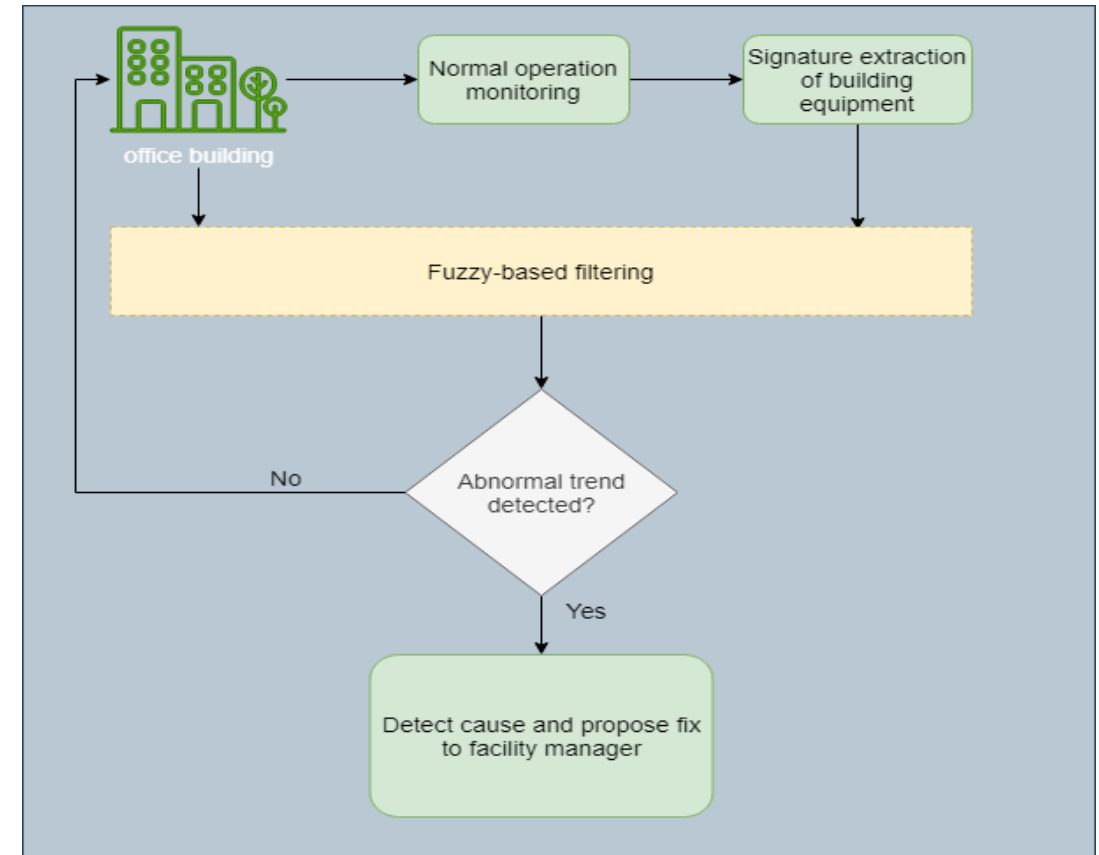 Normal operation
monitoring
Signature extraction
of building
equipment
office building
Fuzzy-based filtering
Abnormal trend
detected?
No
Yes
Detect cause and propose fix
to facility manager